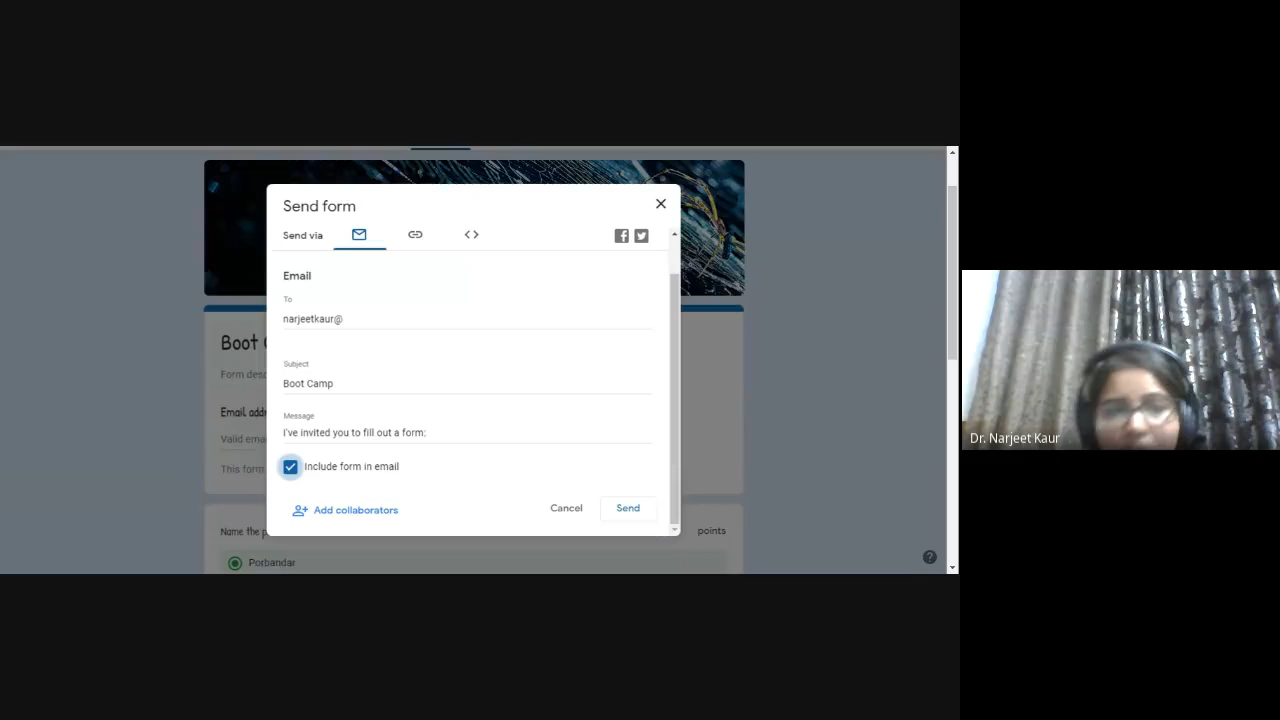 Send form
Send via
Email
To
narjeetkaur@
Subject
Boot Camp
Message
I've invited you to fill out a form:
Include form in email
Add collaborators
Cancel
Send
Boot
Form desc
Email addr
Valid emai
This form
Name the p
points
Porbandar
Dr. Narjeet Kaur